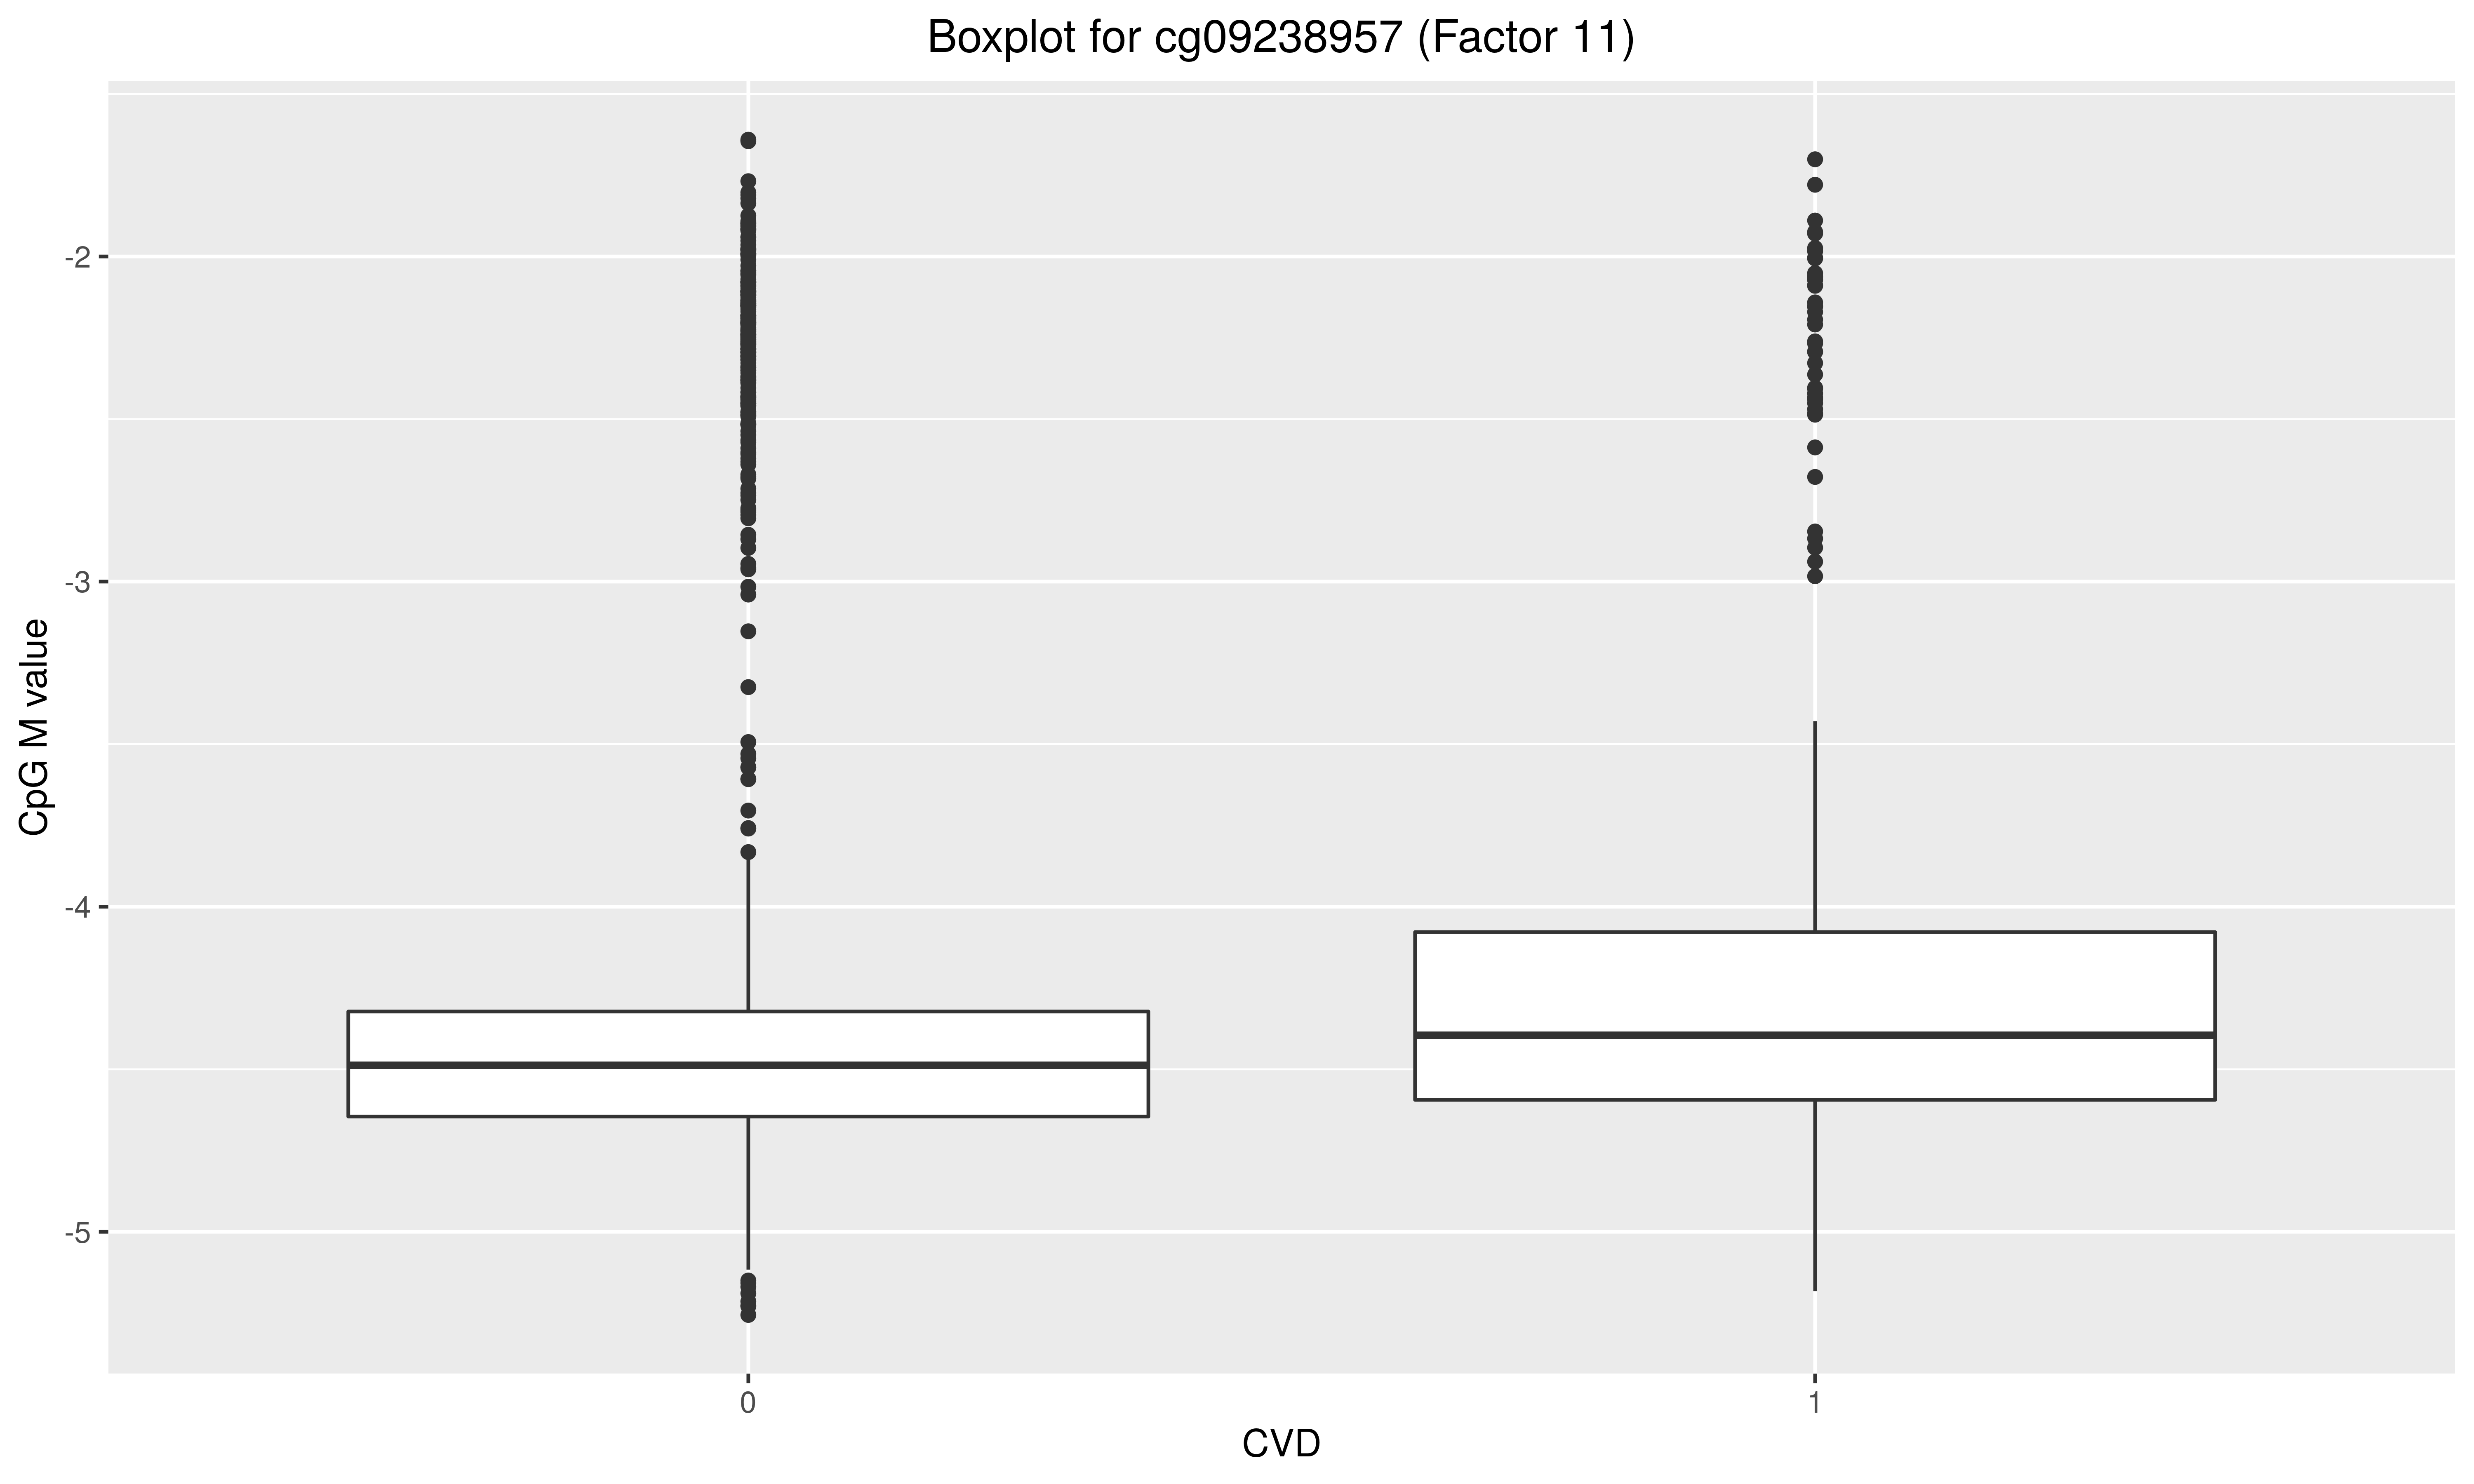 Boxplot for cg09238957 (Factor 11)
CpG M value
-2
-3
-4
-5
0
1
CVD